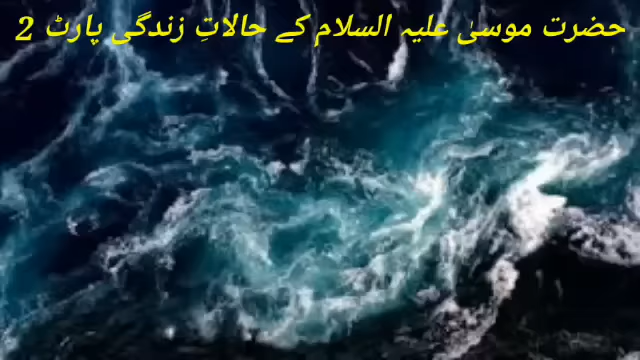 حضرت موسیٰ علیہ السلام کے حالاتِ زندگی پارٹ 2